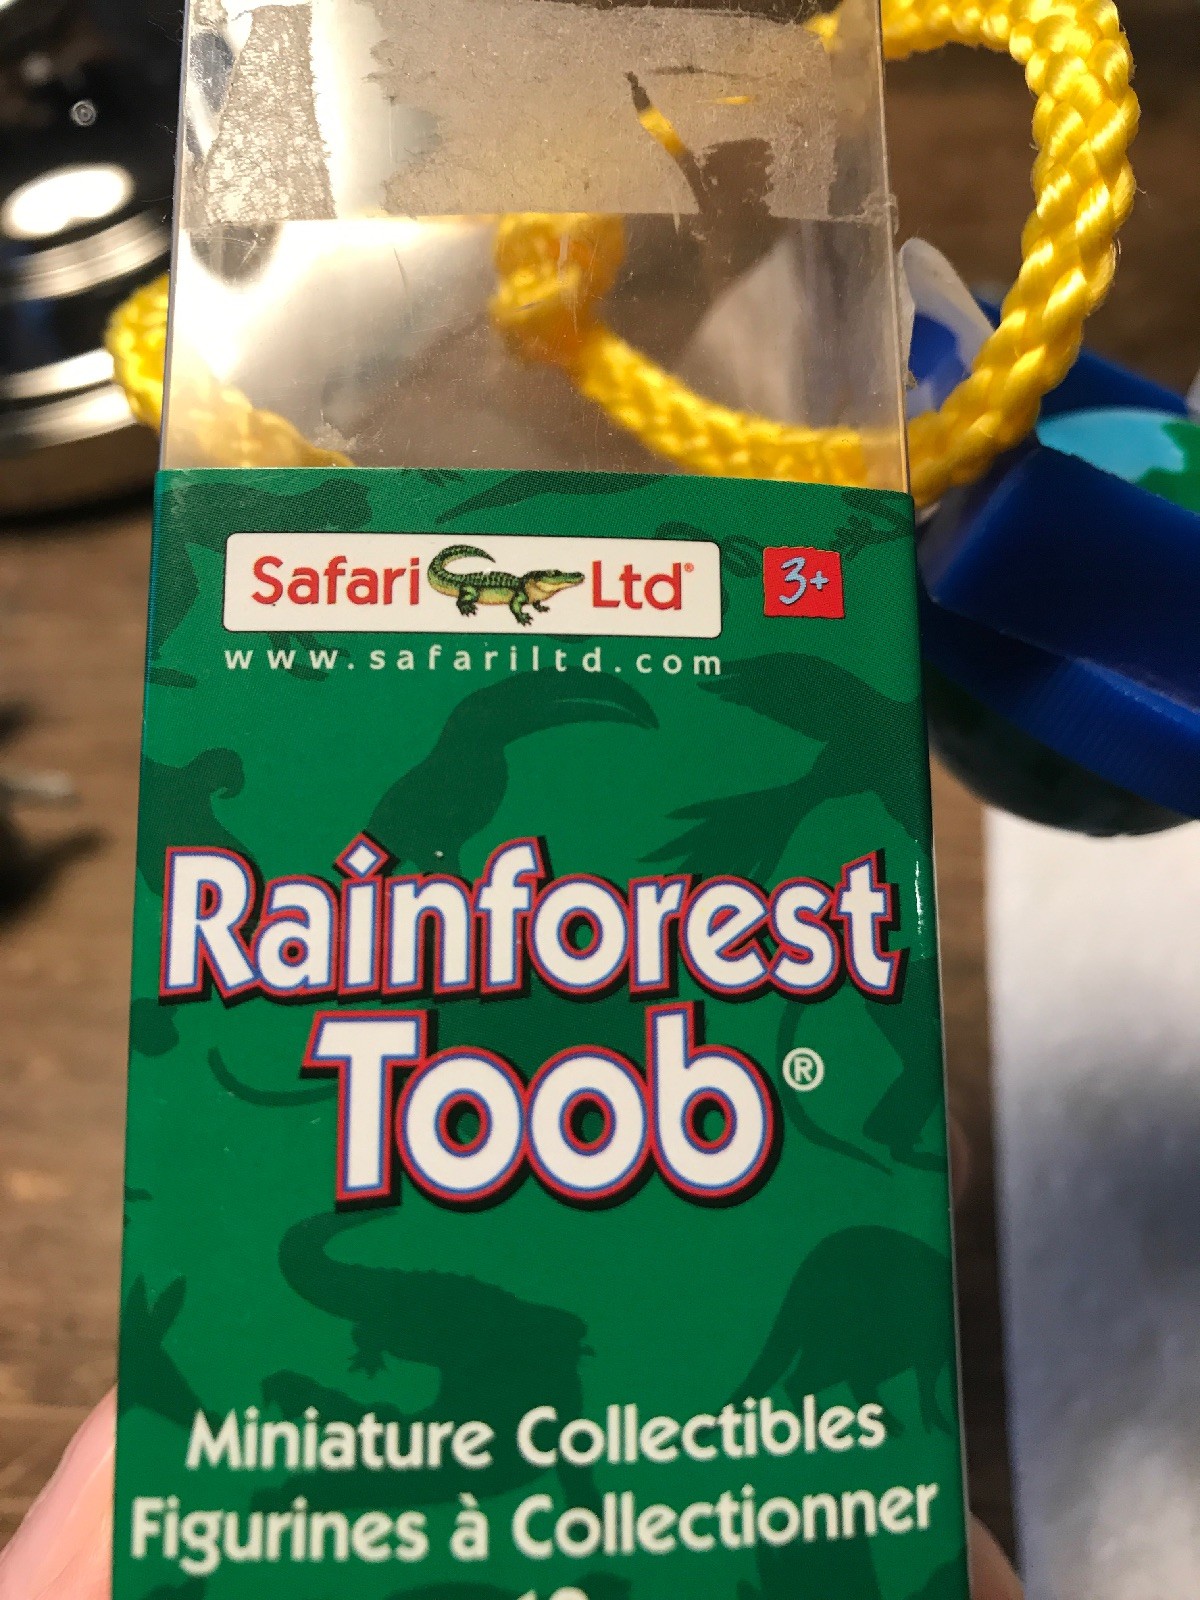 Safari Ltd®
3+
www.safariltd.com
Rainforest
Toob®
Miniature Collectibles
Figurines à Collectionner